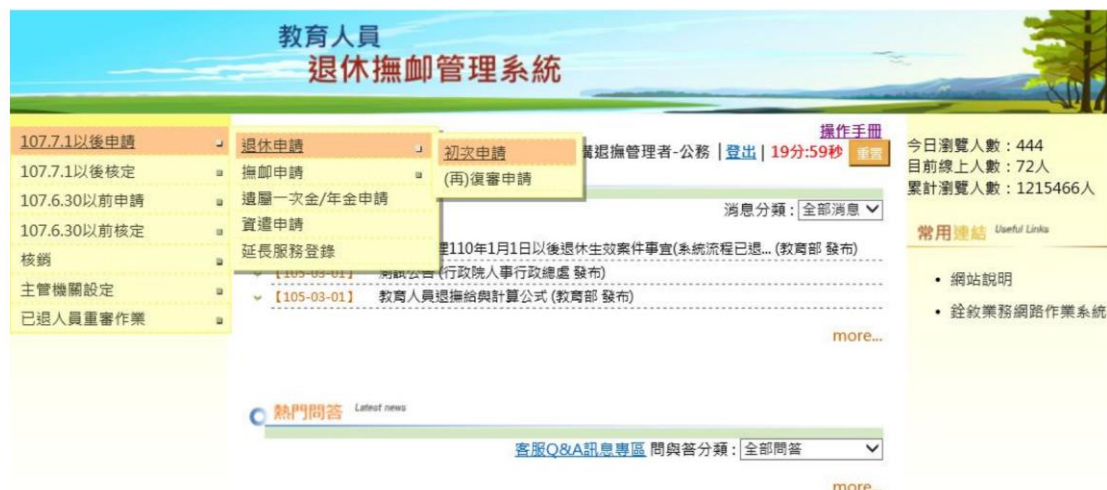 教育人員
退休撫卹管理系統
107.7.1以後申請
107.7.1以後核定
107.6.30以前申請
107.6.30以前核定
核銷
主管機關設定
已退人員重審作業
退休申請
撫卹申請
遺屬一次金/年金申請
資遣申請
延長服務登錄
初次申請
(再)復審申請
操作手冊
退撫管理者-公務 | 登出 | 19分:59秒 重置
消息分類：全部消息
110年1月1日以後退休生效案件事宜(系統流程已退... (教育部 發布)
【105-03-01】 測試公告 (行政院人事行政總處 發布)
【105-03-01】 教育人員退撫給與計算公式 (教育部 發布)
more...
熱門問答 Latest news
客服Q&A訊息專區 問與答分類：全部問答
more...
今日瀏覽人數：444
目前線上人數：72人
累計瀏覽人數：1215466人
常用連結 Useful Links
• 網站說明
• 銓敘業務網路作業系統